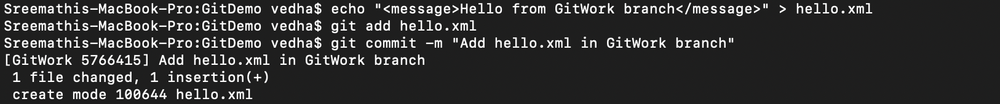 Sreemathis-MacBook-Pro:GitDemo vedha$ echo "<message>Hello from GitWork branch</message>" > hello.xml
Sreemathis-MacBook-Pro:GitDemo vedha$ git add hello.xml
Sreemathis-MacBook-Pro:GitDemo vedha$ git commit -m "Add hello.xml in GitWork branch"
[GitWork 5766415] Add hello.xml in GitWork branch
 1 file changed, 1 insertion(+)
 create mode 100644 hello.xml